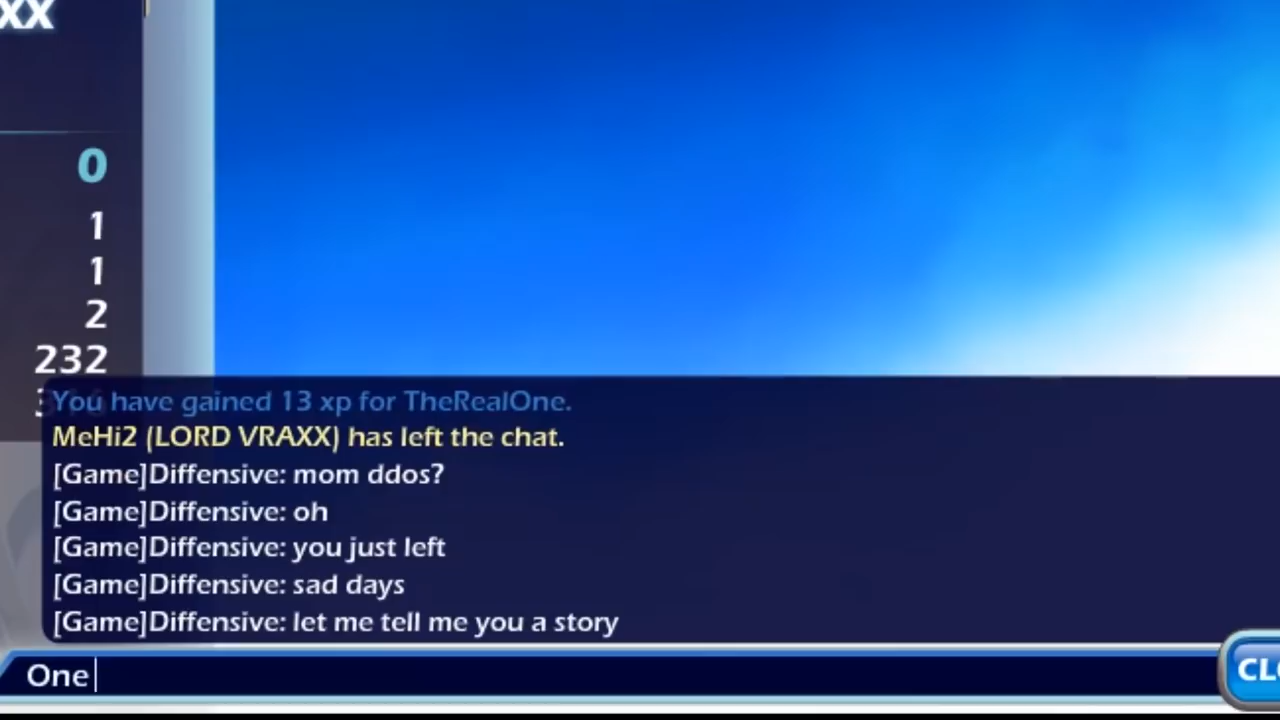 XX
0
1
1
2
232
You have gained 13 xp for TheRealOne.
MeHi2 (LORD VRAXX) has left the chat.
[Game]Diffensive: mom ddos?
[Game]Diffensive: oh
[Game]Diffensive: you just left
[Game]Diffensive: sad days
[Game]Diffensive: let me tell me you a story
One
CLO